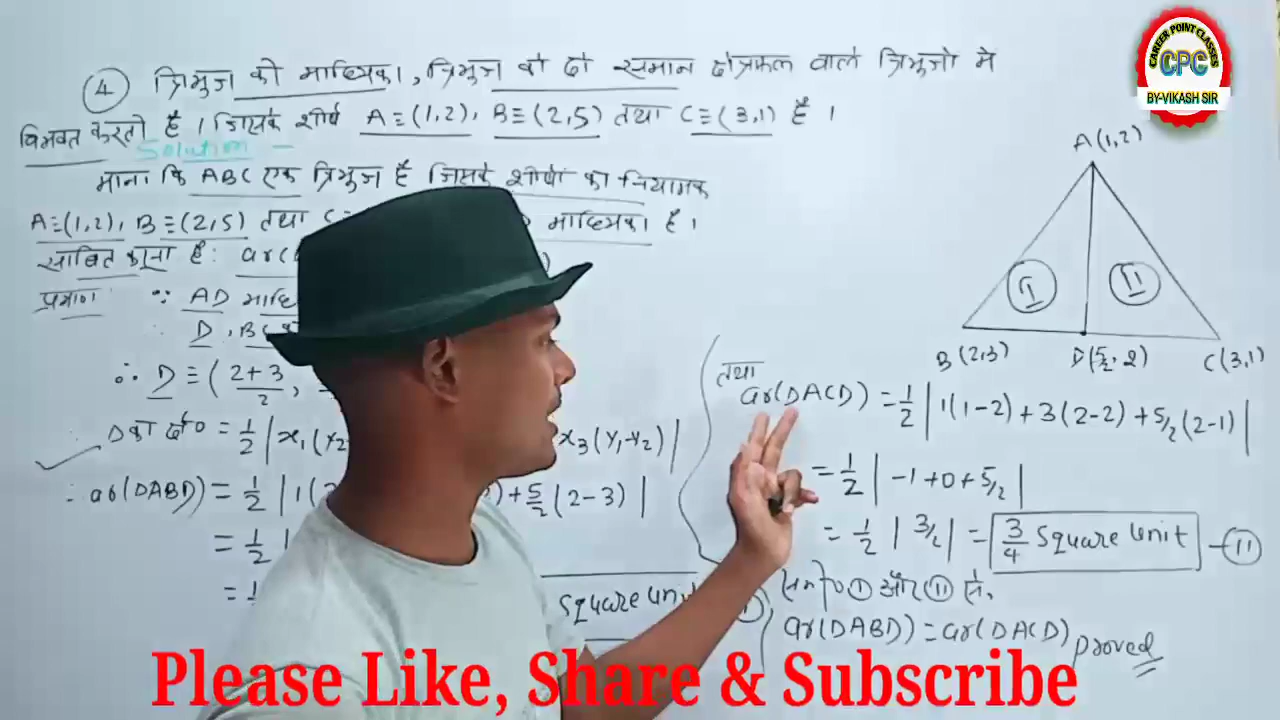 ④ त्रिभुज की माध्यिका, त्रिभुज को दो समान क्षेत्रफल वाले त्रिभुजो मे
विभक्त करती है । जिसके शीर्ष A≡(1,2), B≡(2,5) तथा C≡(3,1) है ।
Solution -
माना कि ABC एक त्रिभुज है जिसके शीर्षो का नियामक
A≡(1,2), B≡(2,5) तथा C= माध्यिका है ।
साबित करना है: ar(
प्रमाण: ∵ AD माध्यि
D, BC
∴ D ≡ (2+3/2,
Δ का क्षे० = 1/2 | x₁(y₂ x₃(y₁-y₂) |
∴ ar(ΔABD) = 1/2 | 1(2 ) + 5/2 (2-3) |
= 1/2 |
= 1
square unit
A(1,2)
I
II
B(2,3)
D(5/2, 2)
C(3,1)
तथा
ar(ΔACD) = 1/2 | 1(1-2) + 3(2-2) + 5/2(2-1) |
= 1/2 | -1+0+5/2 |
= 1/2 | 3/2 | = 3/4 square unit -(II)
समी० (I) और (II) से,
ar(ΔABD) = ar(ΔACD) proved
CAREER POINT CLASSES
CPC
BY-VIKASH SIR
Please Like, Share & Subscribe